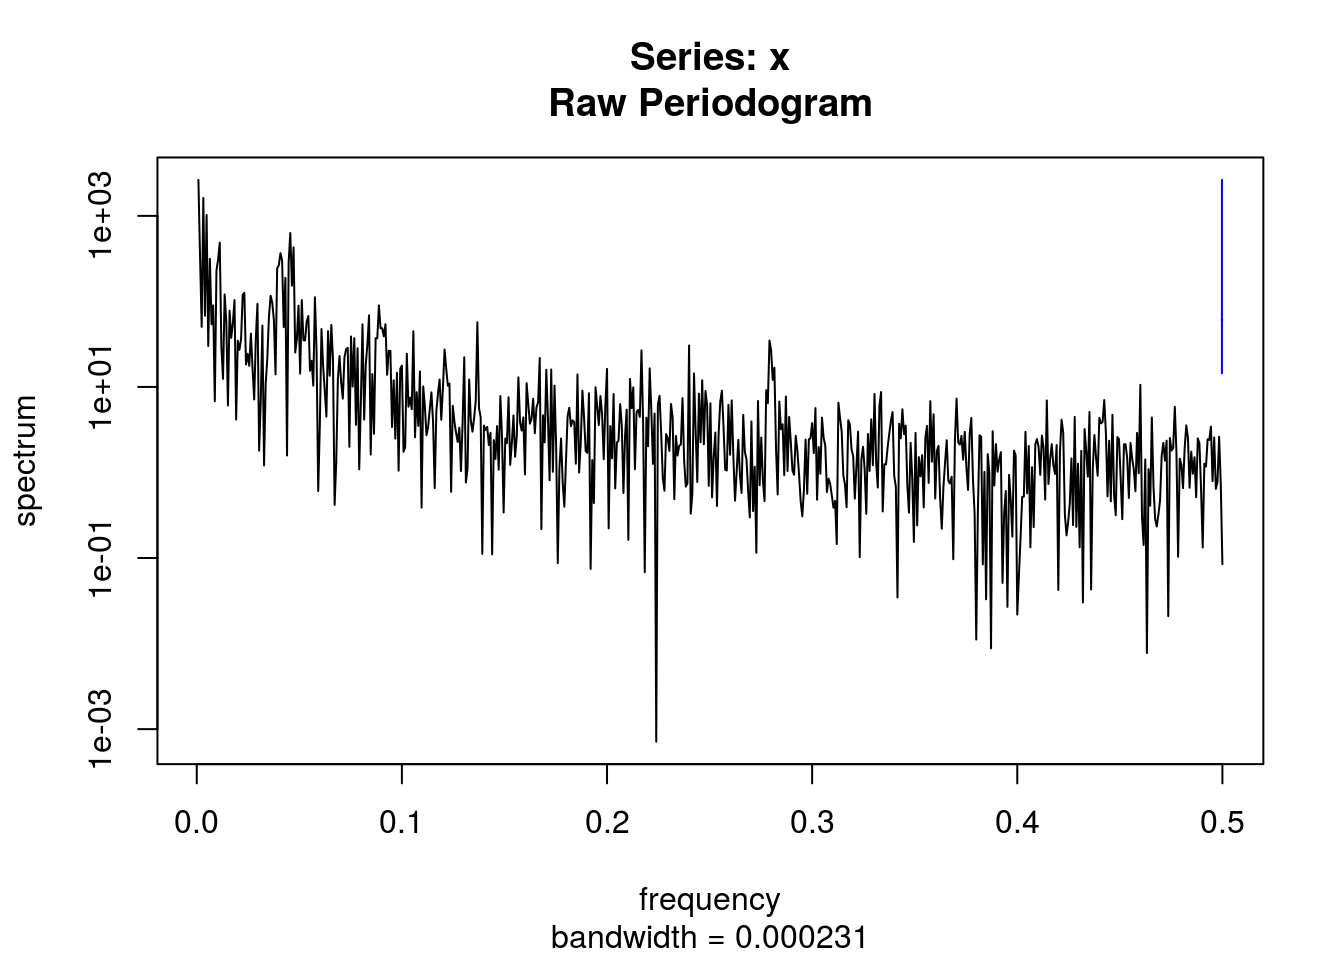 Series: x
Raw Periodogram
spectrum
1e+03
1e+01
1e-01
1e-03
0.0 0.1 0.2 0.3 0.4 0.5
frequency
bandwidth = 0.000231